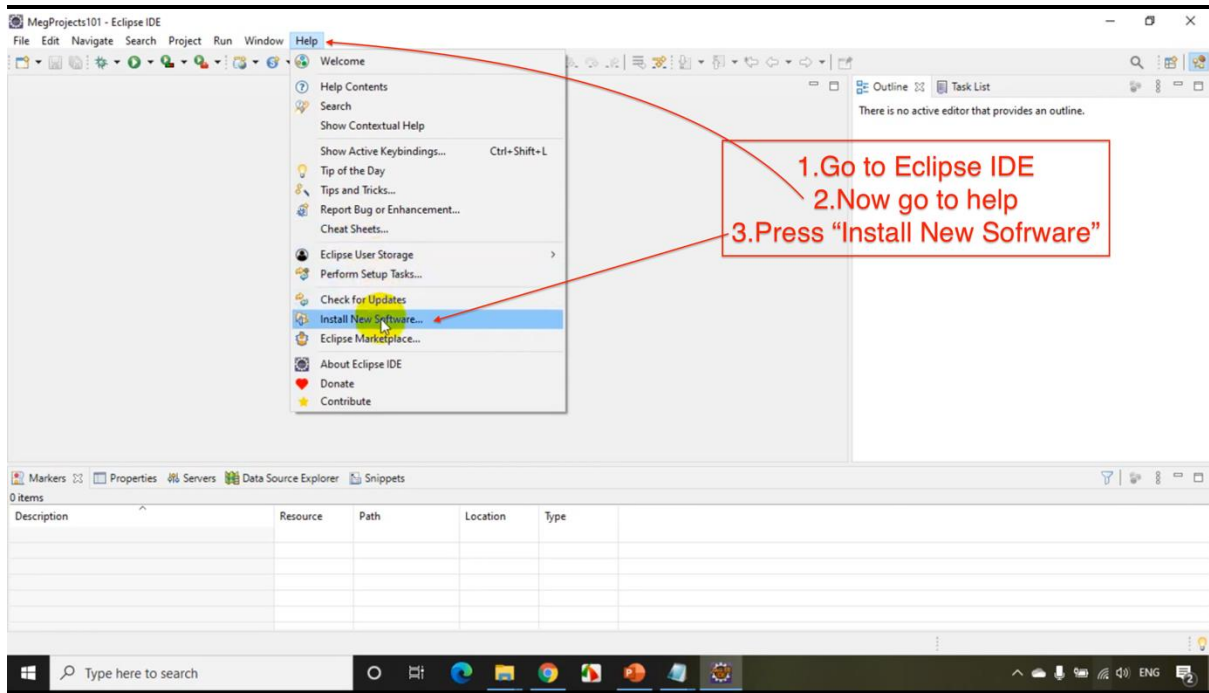 MegProjects101 - Eclipse IDE
File Edit Navigate Search Project Run Window Help
Welcome
Help Contents
Search
Show Contextual Help
Show Active Keybindings... Ctrl+Shift+L
Tip of the Day
Tips and Tricks...
Report Bug or Enhancement...
Cheat Sheets...
Eclipse User Storage
Perform Setup Tasks...
Check for Updates
Install New Software...
Eclipse Marketplace...
About Eclipse IDE
Donate
Contribute
Outline Task List
There is no active editor that provides an outline.
1.Go to Eclipse IDE
2.Now go to help
3.Press “Install New Sofrware”
Markers Properties Servers Data Source Explorer Snippets
0 items
Description Resource Path Location Type
Type here to search
ENG
2